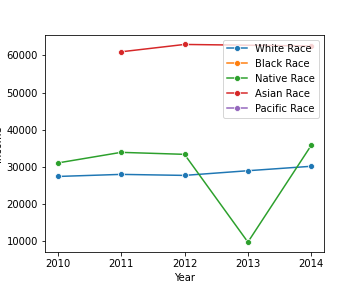 White Race
Black Race
Native Race
Asian Race
Pacific Race
60000
50000
40000
30000
20000
10000
2010 2011 2012 2013 2014
Year